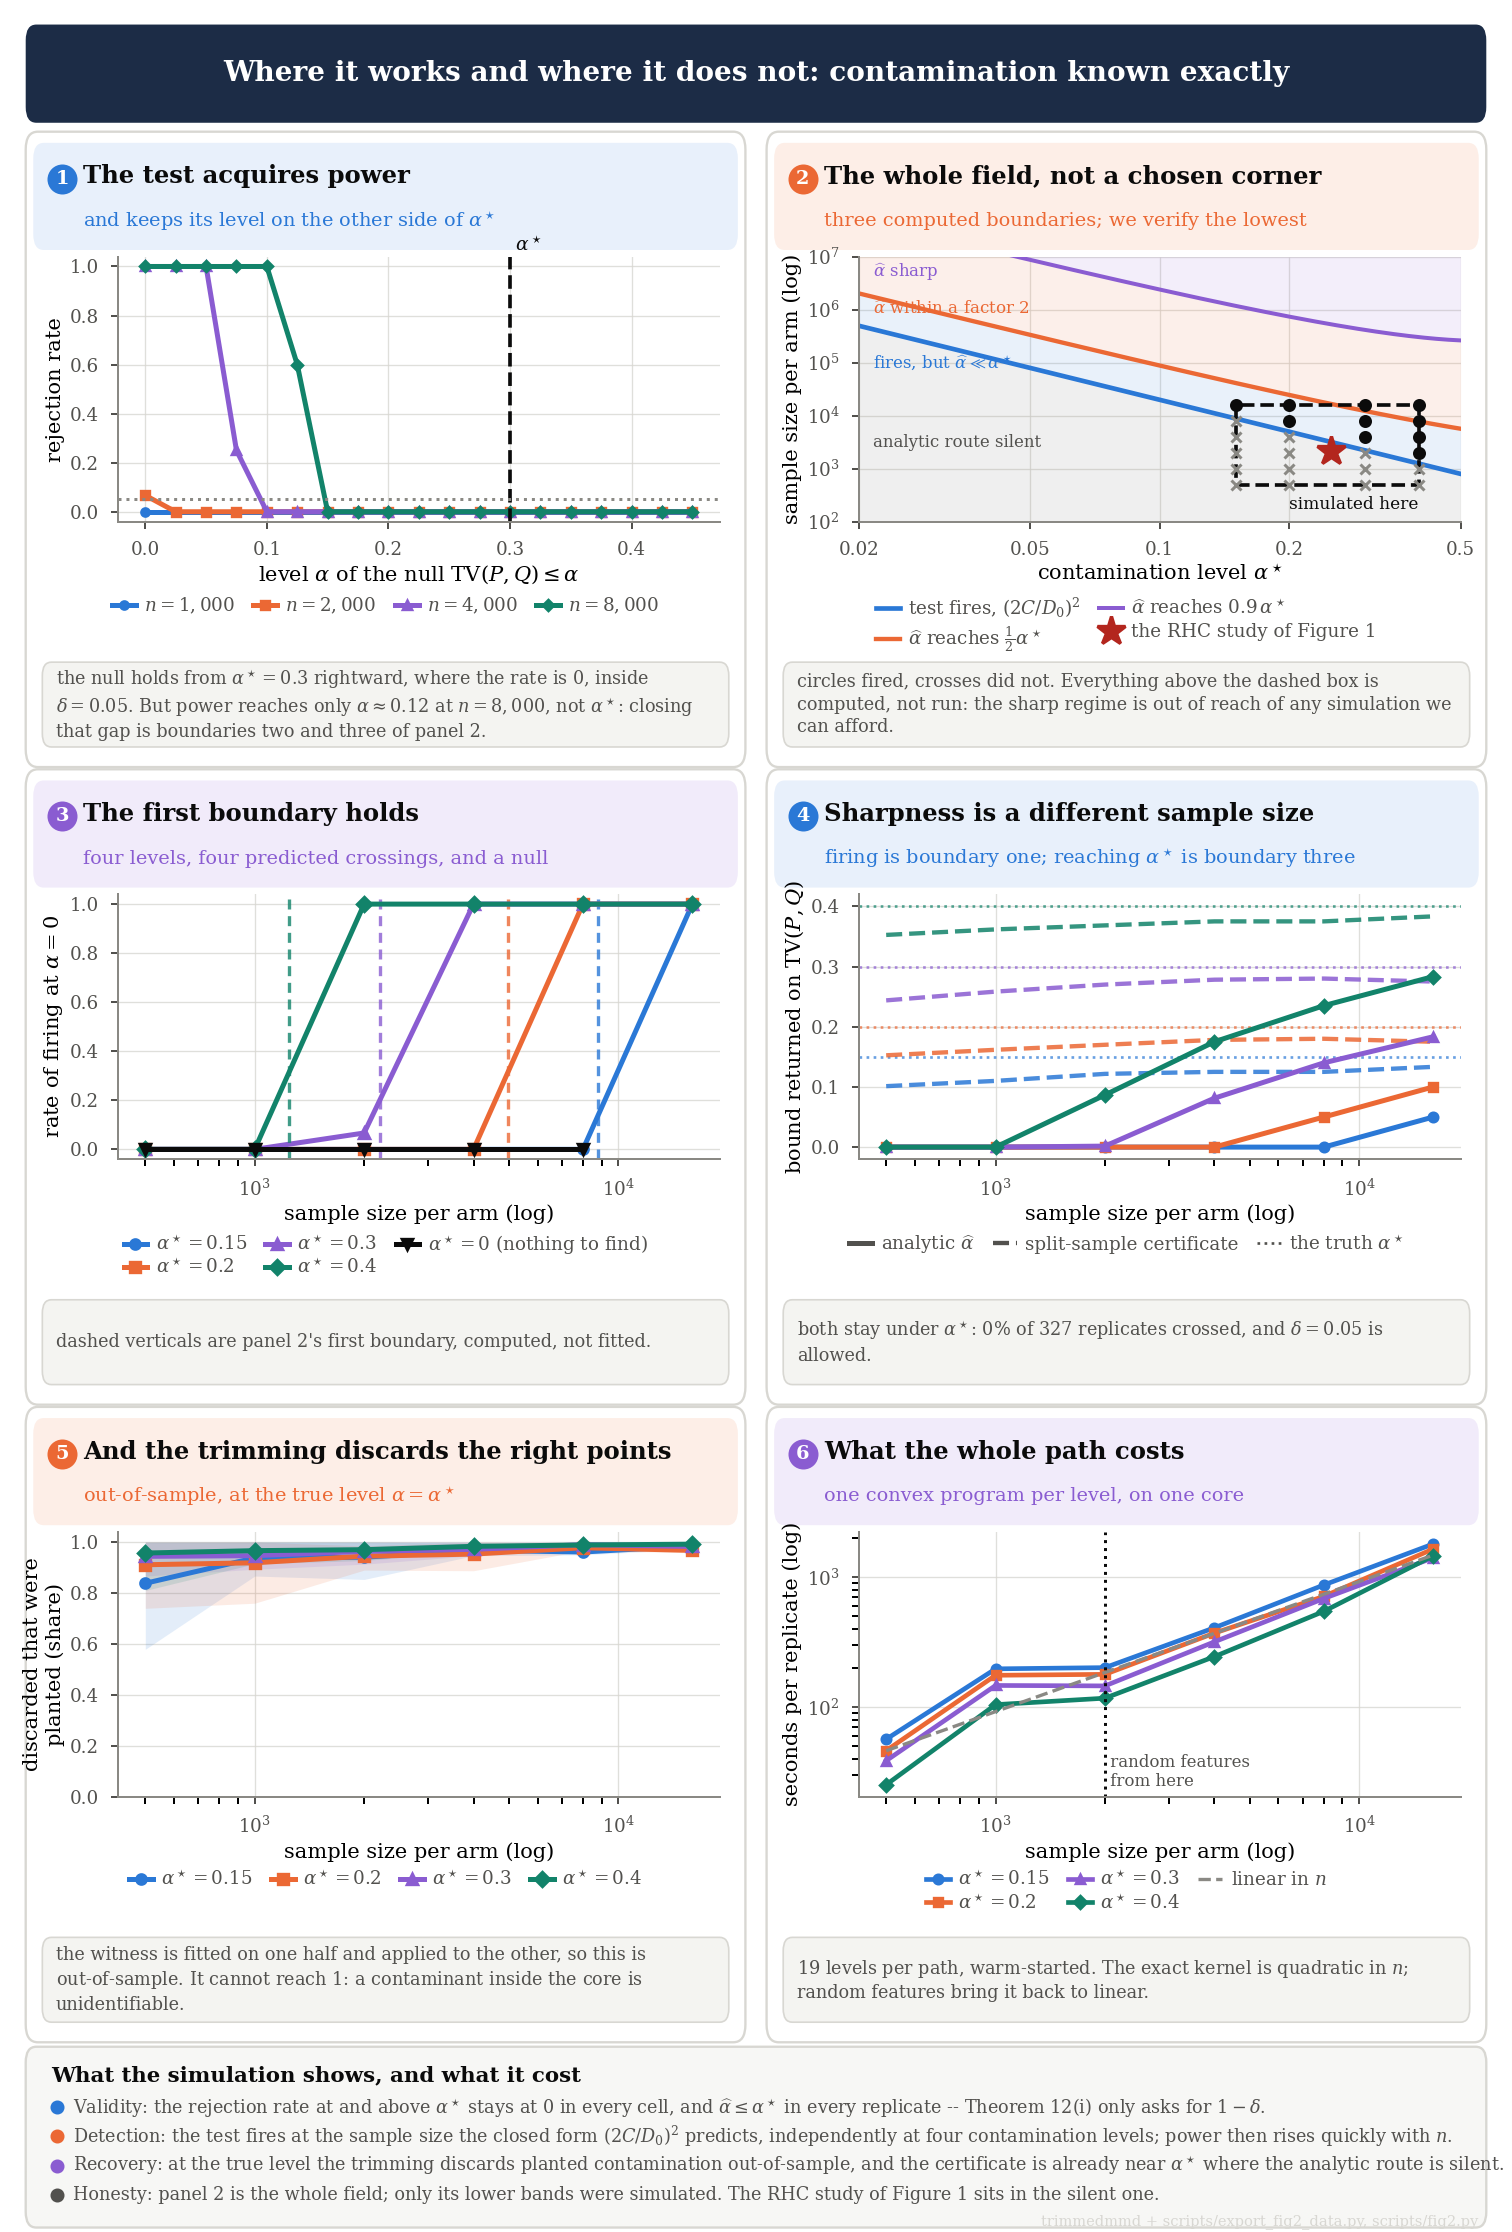 Where it works and where it does not: contamination known exactly
1 The test acquires power
and keeps its level on the other side of α⋆
α⋆
1.0
0.8
0.6
0.4
0.2
0.0
rejection rate
0.0 0.1 0.2 0.3 0.4
level α of the null TV(P, Q) ≤ α
n = 1, 000 n = 2, 000 n = 4, 000 n = 8, 000
the null holds from α⋆ = 0.3 rightward, where the rate is 0, inside
δ = 0.05. But power reaches only α ≈ 0.12 at n = 8, 000, not α⋆: closing
that gap is boundaries two and three of panel 2.
2 The whole field, not a chosen corner
three computed boundaries; we verify the lowest
10⁷
10⁶
10⁵
10⁴
10³
10²
sample size per arm (log)
α̂ sharp
α̂ within a factor 2
fires, but α̂ ≪ α⋆
analytic route silent
simulated here
0.02 0.05 0.1 0.2 0.5
contamination level α⋆
test fires, (2C/D₀)² α̂ reaches 0.9 α⋆
α̂ reaches ½α⋆ the RHC study of Figure 1
circles fired, crosses did not. Everything above the dashed box is
computed, not run: the sharp regime is out of reach of any simulation we
can afford.
3 The first boundary holds
four levels, four predicted crossings, and a null
1.0
0.8
0.6
0.4
0.2
0.0
rate of firing at α = 0
10³ 10⁴
sample size per arm (log)
α⋆ = 0.15 α⋆ = 0.3 α⋆ = 0 (nothing to find)
α⋆ = 0.2 α⋆ = 0.4
dashed verticals are panel 2's first boundary, computed, not fitted.
4 Sharpness is a different sample size
firing is boundary one; reaching α⋆ is boundary three
0.4
0.3
0.2
0.1
0.0
bound returned on TV(P, Q)
10³ 10⁴
sample size per arm (log)
analytic α̂ split-sample certificate the truth α⋆
both stay under α⋆: 0% of 327 replicates crossed, and δ = 0.05 is
allowed.
5 And the trimming discards the right points
out-of-sample, at the true level α = α⋆
1.0
0.8
0.6
0.4
0.2
0.0
discarded that were
planted (share)
10³ 10⁴
sample size per arm (log)
α⋆ = 0.15 α⋆ = 0.2 α⋆ = 0.3 α⋆ = 0.4
the witness is fitted on one half and applied to the other, so this is
out-of-sample. It cannot reach 1: a contaminant inside the core is
unidentifiable.
6 What the whole path costs
one convex program per level, on one core
10³
10²
seconds per replicate (log)
random features
from here
10³ 10⁴
sample size per arm (log)
α⋆ = 0.15 α⋆ = 0.3 linear in n
α⋆ = 0.2 α⋆ = 0.4
19 levels per path, warm-started. The exact kernel is quadratic in n;
random features bring it back to linear.
What the simulation shows, and what it cost
Validity: the rejection rate at and above α⋆ stays at 0 in every cell, and α̂ ≤ α⋆ in every replicate -- Theorem 12(i) only asks for 1 − δ.
Detection: the test fires at the sample size the closed form (2C/D₀)² predicts, independently at four contamination levels; power then rises quickly with n.
Recovery: at the true level the trimming discards planted contamination out-of-sample, and the certificate is already near α⋆ where the analytic route is silent.
Honesty: panel 2 is the whole field; only its lower bands were simulated. The RHC study of Figure 1 sits in the silent one.
trimmedmmd + scripts/export_fig2_data.py, scripts/fig2.py